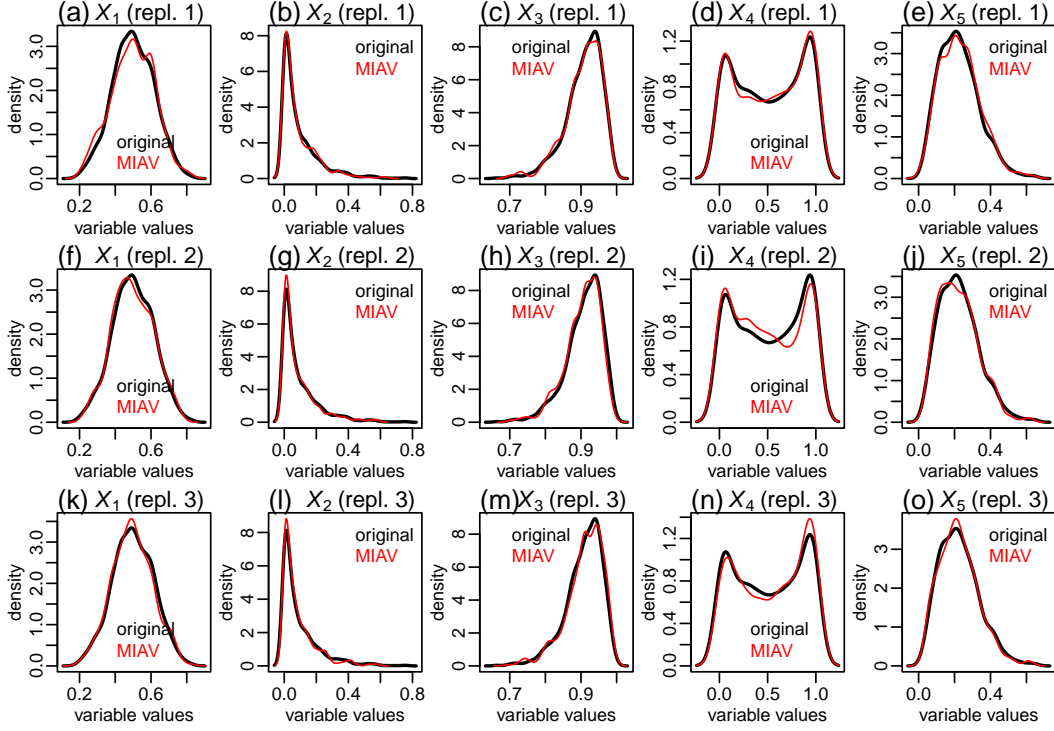 (a) X1 (repl. 1)
density
0.0 1.0 2.0 3.0
original
MIAV
0.2 0.6
variable values
(b) X2 (repl. 1)
density
0 2 4 6 8
original
MIAV
0.0 0.4 0.8
variable values
(c) X3 (repl. 1)
density
0 2 4 6 8
original
MIAV
0.7 0.9
variable values
(d) X4 (repl. 1)
density
0.0 0.4 0.8 1.2
original
MIAV
0.0 0.5 1.0
variable values
(e) X5 (repl. 1)
density
0.0 1.0 2.0 3.0
original
MIAV
0.0 0.4
variable values
(f) X1 (repl. 2)
density
0.0 1.0 2.0 3.0
original
MIAV
0.2 0.6
variable values
(g) X2 (repl. 2)
density
0 2 4 6 8
original
MIAV
0.0 0.4 0.8
variable values
(h) X3 (repl. 2)
density
0 2 4 6 8
original
MIAV
0.7 0.9
variable values
(i) X4 (repl. 2)
density
0.0 0.4 0.8 1.2
original
MIAV
0.0 0.5 1.0
variable values
(j) X5 (repl. 2)
density
0.0 1.0 2.0 3.0
original
MIAV
0.0 0.4
variable values
(k) X1 (repl. 3)
density
0.0 1.0 2.0 3.0
original
MIAV
0.2 0.6
variable values
(l) X2 (repl. 3)
density
0 2 4 6 8
original
MIAV
0.0 0.4 0.8
variable values
(m) X3 (repl. 3)
density
0 2 4 6 8
original
MIAV
0.7 0.9
variable values
(n) X4 (repl. 3)
density
0.0 0.4 0.8 1.2
original
MIAV
0.0 0.5 1.0
variable values
(o) X5 (repl. 3)
density
0 1 2 3
original
MIAV
0.0 0.4
variable values